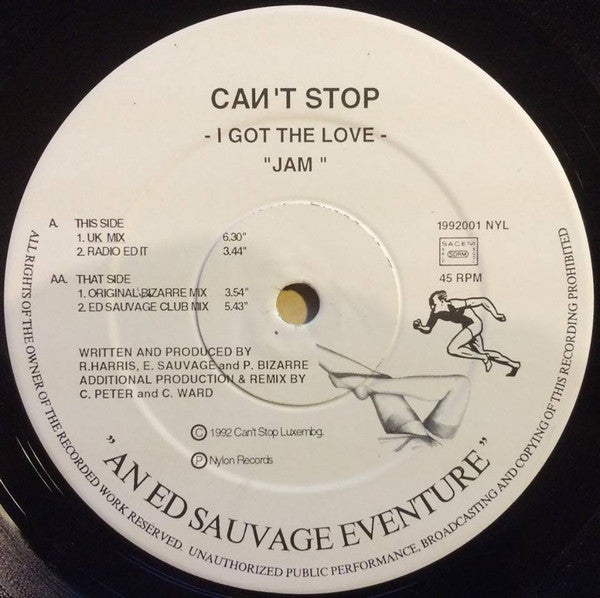 CAИ'T STOP
- I GOT THE LOVE -
"JAM "
A. THIS SIDE
1. UK MIX 6.30"
2. RADIO EDIT 3.44"
AA. THAT SIDE
1. ORIGINAL BIZARRE MIX 3.54"
2. ED SAUVAGE CLUB MIX 5.43"
1992001 NYL
SACEM
SDRM
45 RPM
WRITTEN AND PRODUCED BY
R.HARRIS, E. SAUVAGE and P. BIZARRE
ADDITIONAL PRODUCTION & REMIX BY
C. PETER and C. WARD
© 1992 Can't Stop Luxembg.
Ⓟ Nylon Records
" AN ED SAUVAGE EVENTURE "
ALL RIGHTS OF THE OWNER OF THE RECORDED WORK RESERVED. UNAUTHORIZED PUBLIC PERFORMANCE, BROADCASTING AND COPYING OF THIS RECORDING PROHIBITED